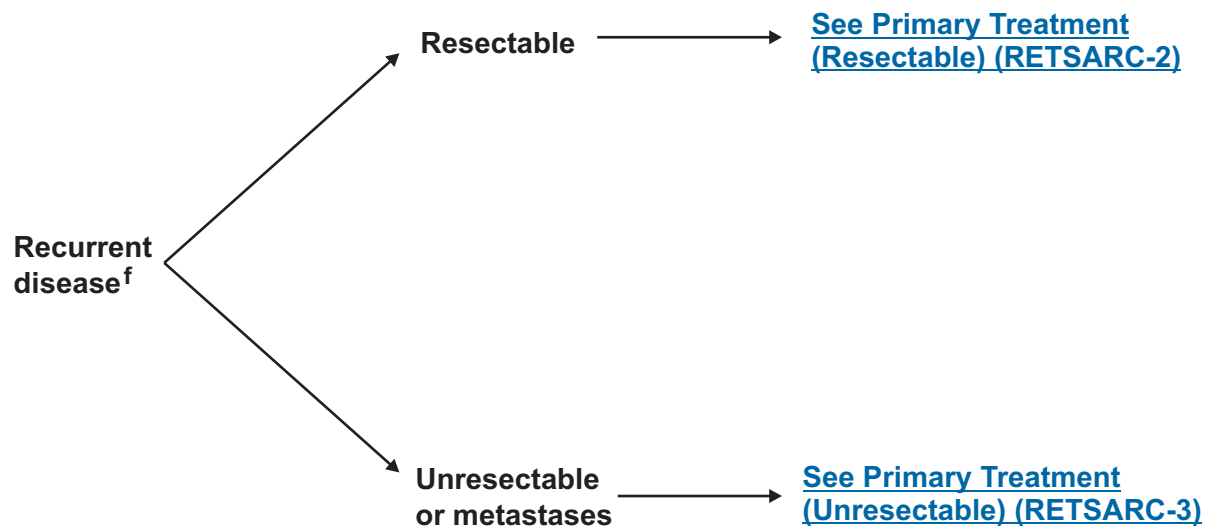 Resectable
See Primary Treatment
(Resectable) (RETSARC-2)
Recurrent
disease f
Unresectable
or metastases
See Primary Treatment
(Unresectable) (RETSARC-3)